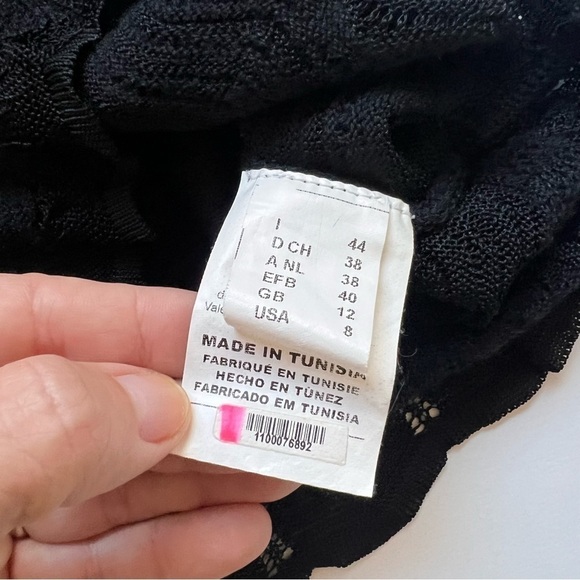 I 44
D CH 38
A NL 38
EFB 40
GB 12
USA 8
MADE IN TUNISIA
FABRIQUÉ EN TUNISIE
HECHO EN TÚNEZ
FABRICADO EM TUNISIA
1100076892